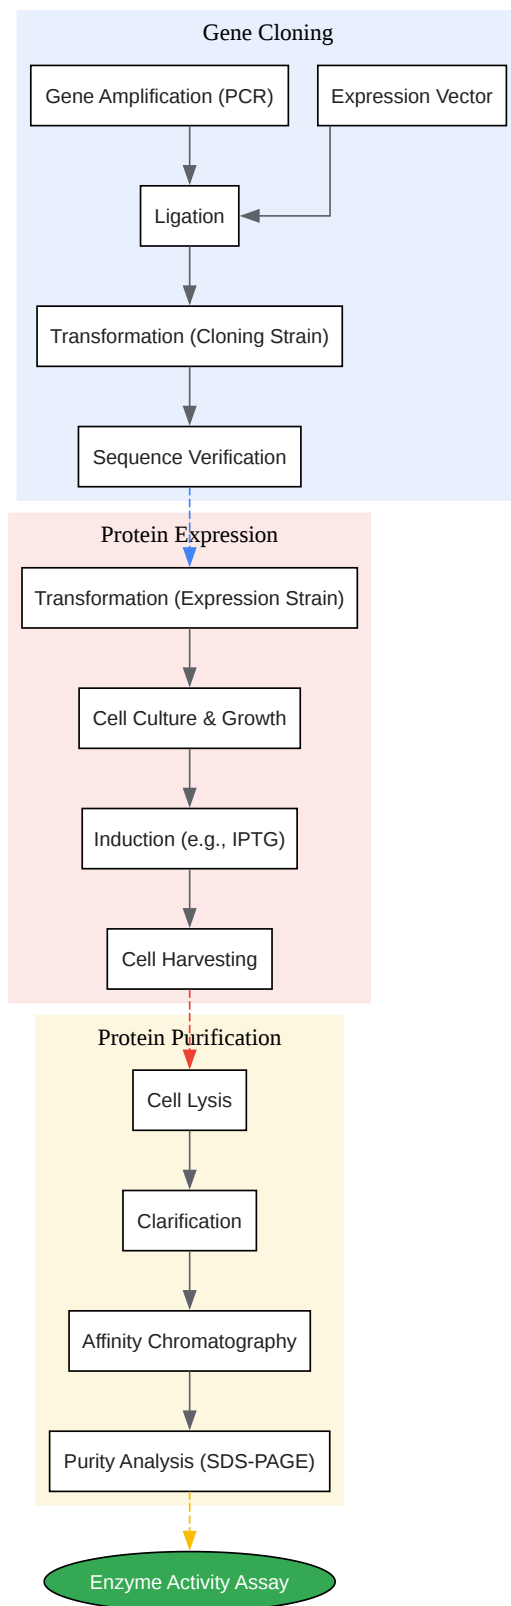 Gene Cloning
Gene Amplification (PCR)
Expression Vector
Ligation
Transformation (Cloning Strain)
Sequence Verification
Protein Expression
Transformation (Expression Strain)
Cell Culture & Growth
Induction (e.g., IPTG)
Cell Harvesting
Protein Purification
Cell Lysis
Clarification
Affinity Chromatography
Purity Analysis (SDS-PAGE)
Enzyme Activity Assay